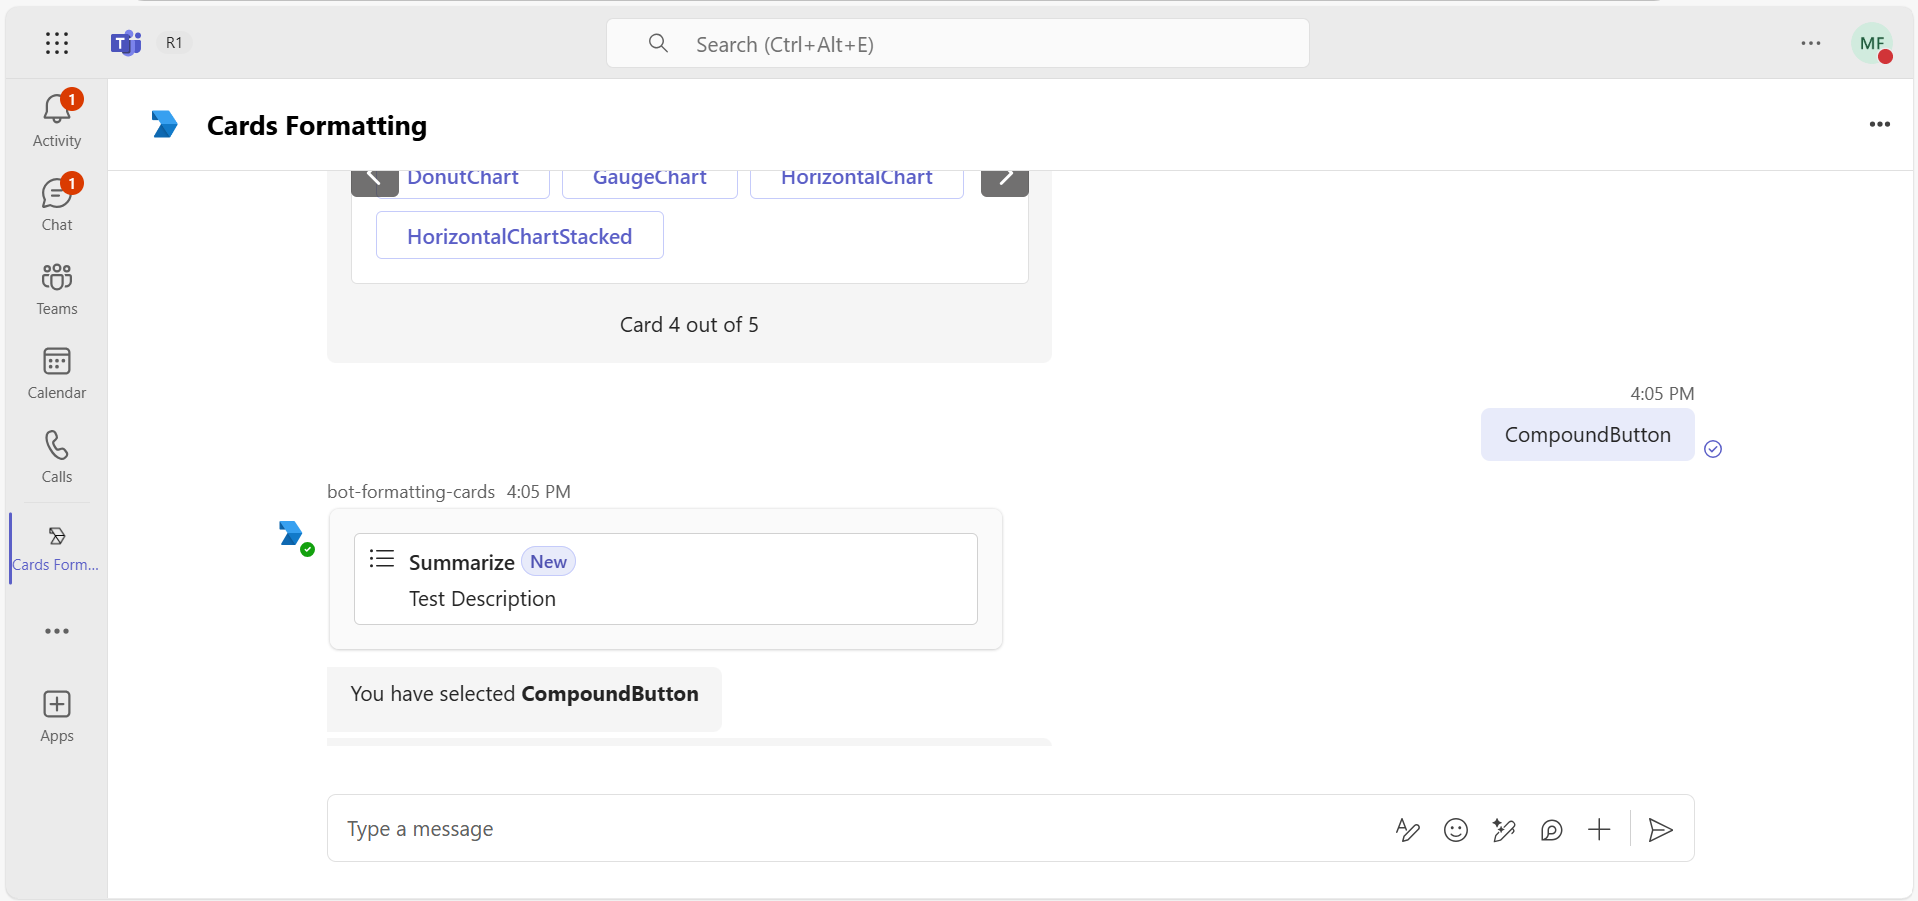 R1
Search (Ctrl+Alt+E)
MF
1
Activity
1
Chat
Teams
Calendar
Calls
Cards Form...
Apps
Cards Formatting
DonutChart
GaugeChart
HorizontalChart
HorizontalChartStacked
Card 4 out of 5
4:05 PM
CompoundButton
bot-formatting-cards 4:05 PM
Summarize New
Test Description
You have selected CompoundButton
Type a message